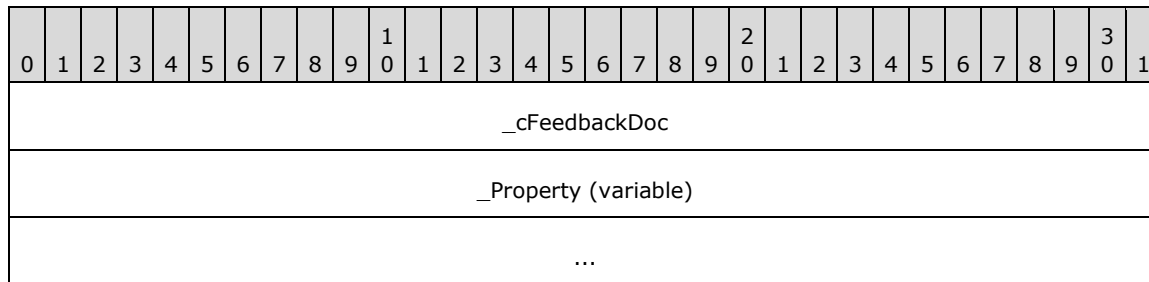 1 2 3
0 1 2 3 4 5 6 7 8 9 0 1 2 3 4 5 6 7 8 9 0 1 2 3 4 5 6 7 8 9 0 1
_cFeedbackDoc
_Property (variable)
...